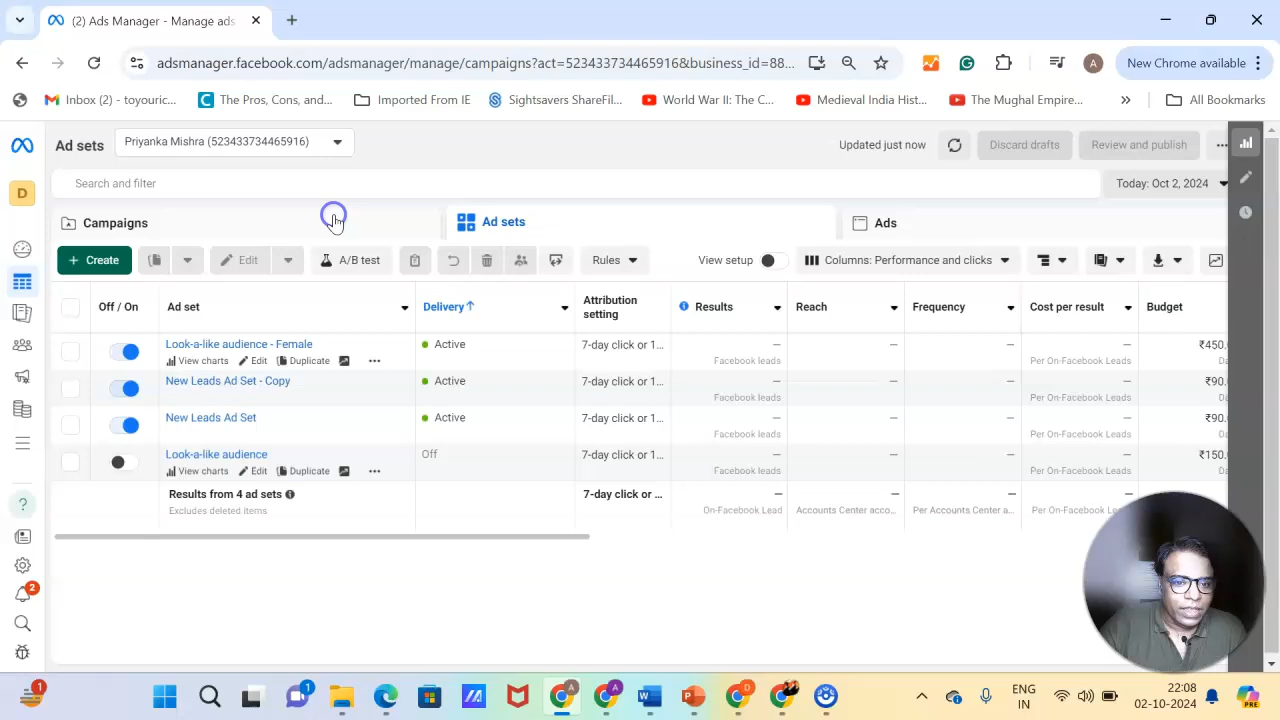 (2) Ads Manager - Manage ads
adsmanager.facebook.com/adsmanager/manage/campaigns?act=523433734465916&business_id=88...
A
New Chrome available
Inbox (2) - toyouric...
The Pros, Cons, and...
Imported From IE
Sightsavers ShareFil...
World War II: The C...
Medieval India Hist...
The Mughal Empire...
All Bookmarks
Ad sets
Priyanka Mishra (523433734465916)
Updated just now
Discard drafts
Review and publish
D
Search and filter
Today: Oct 2, 2024
Campaigns
Ad sets
Ads
+ Create
Edit
A/B test
Rules
View setup
Columns: Performance and clicks
Off / On
Ad set
Delivery ↑
Attribution setting
Results
Reach
Frequency
Cost per result
Budget
Look-a-like audience - Female
View charts Edit Duplicate ...
Active
7-day click or 1...
—
Facebook leads
—
—
—
Per On-Facebook Leads
₹450.
Da
New Leads Ad Set - Copy
Active
7-day click or 1...
—
Facebook leads
—
—
—
Per On-Facebook Leads
₹90.
Da
New Leads Ad Set
Active
7-day click or 1...
—
Facebook leads
—
—
—
Per On-Facebook Leads
₹90.
Da
Look-a-like audience
View charts Edit Duplicate ...
Off
7-day click or 1...
—
Facebook leads
—
—
—
Per On-Facebook Leads
₹150.
Da
Results from 4 ad sets
Excludes deleted items
7-day click or ...
—
On-Facebook Lead
—
Accounts Center acco...
—
Per Accounts Center a...
—
Per On-Facebook Lea
?
2
1
1
A
A
D
ENG
IN
22:08
02-10-2024
PRE